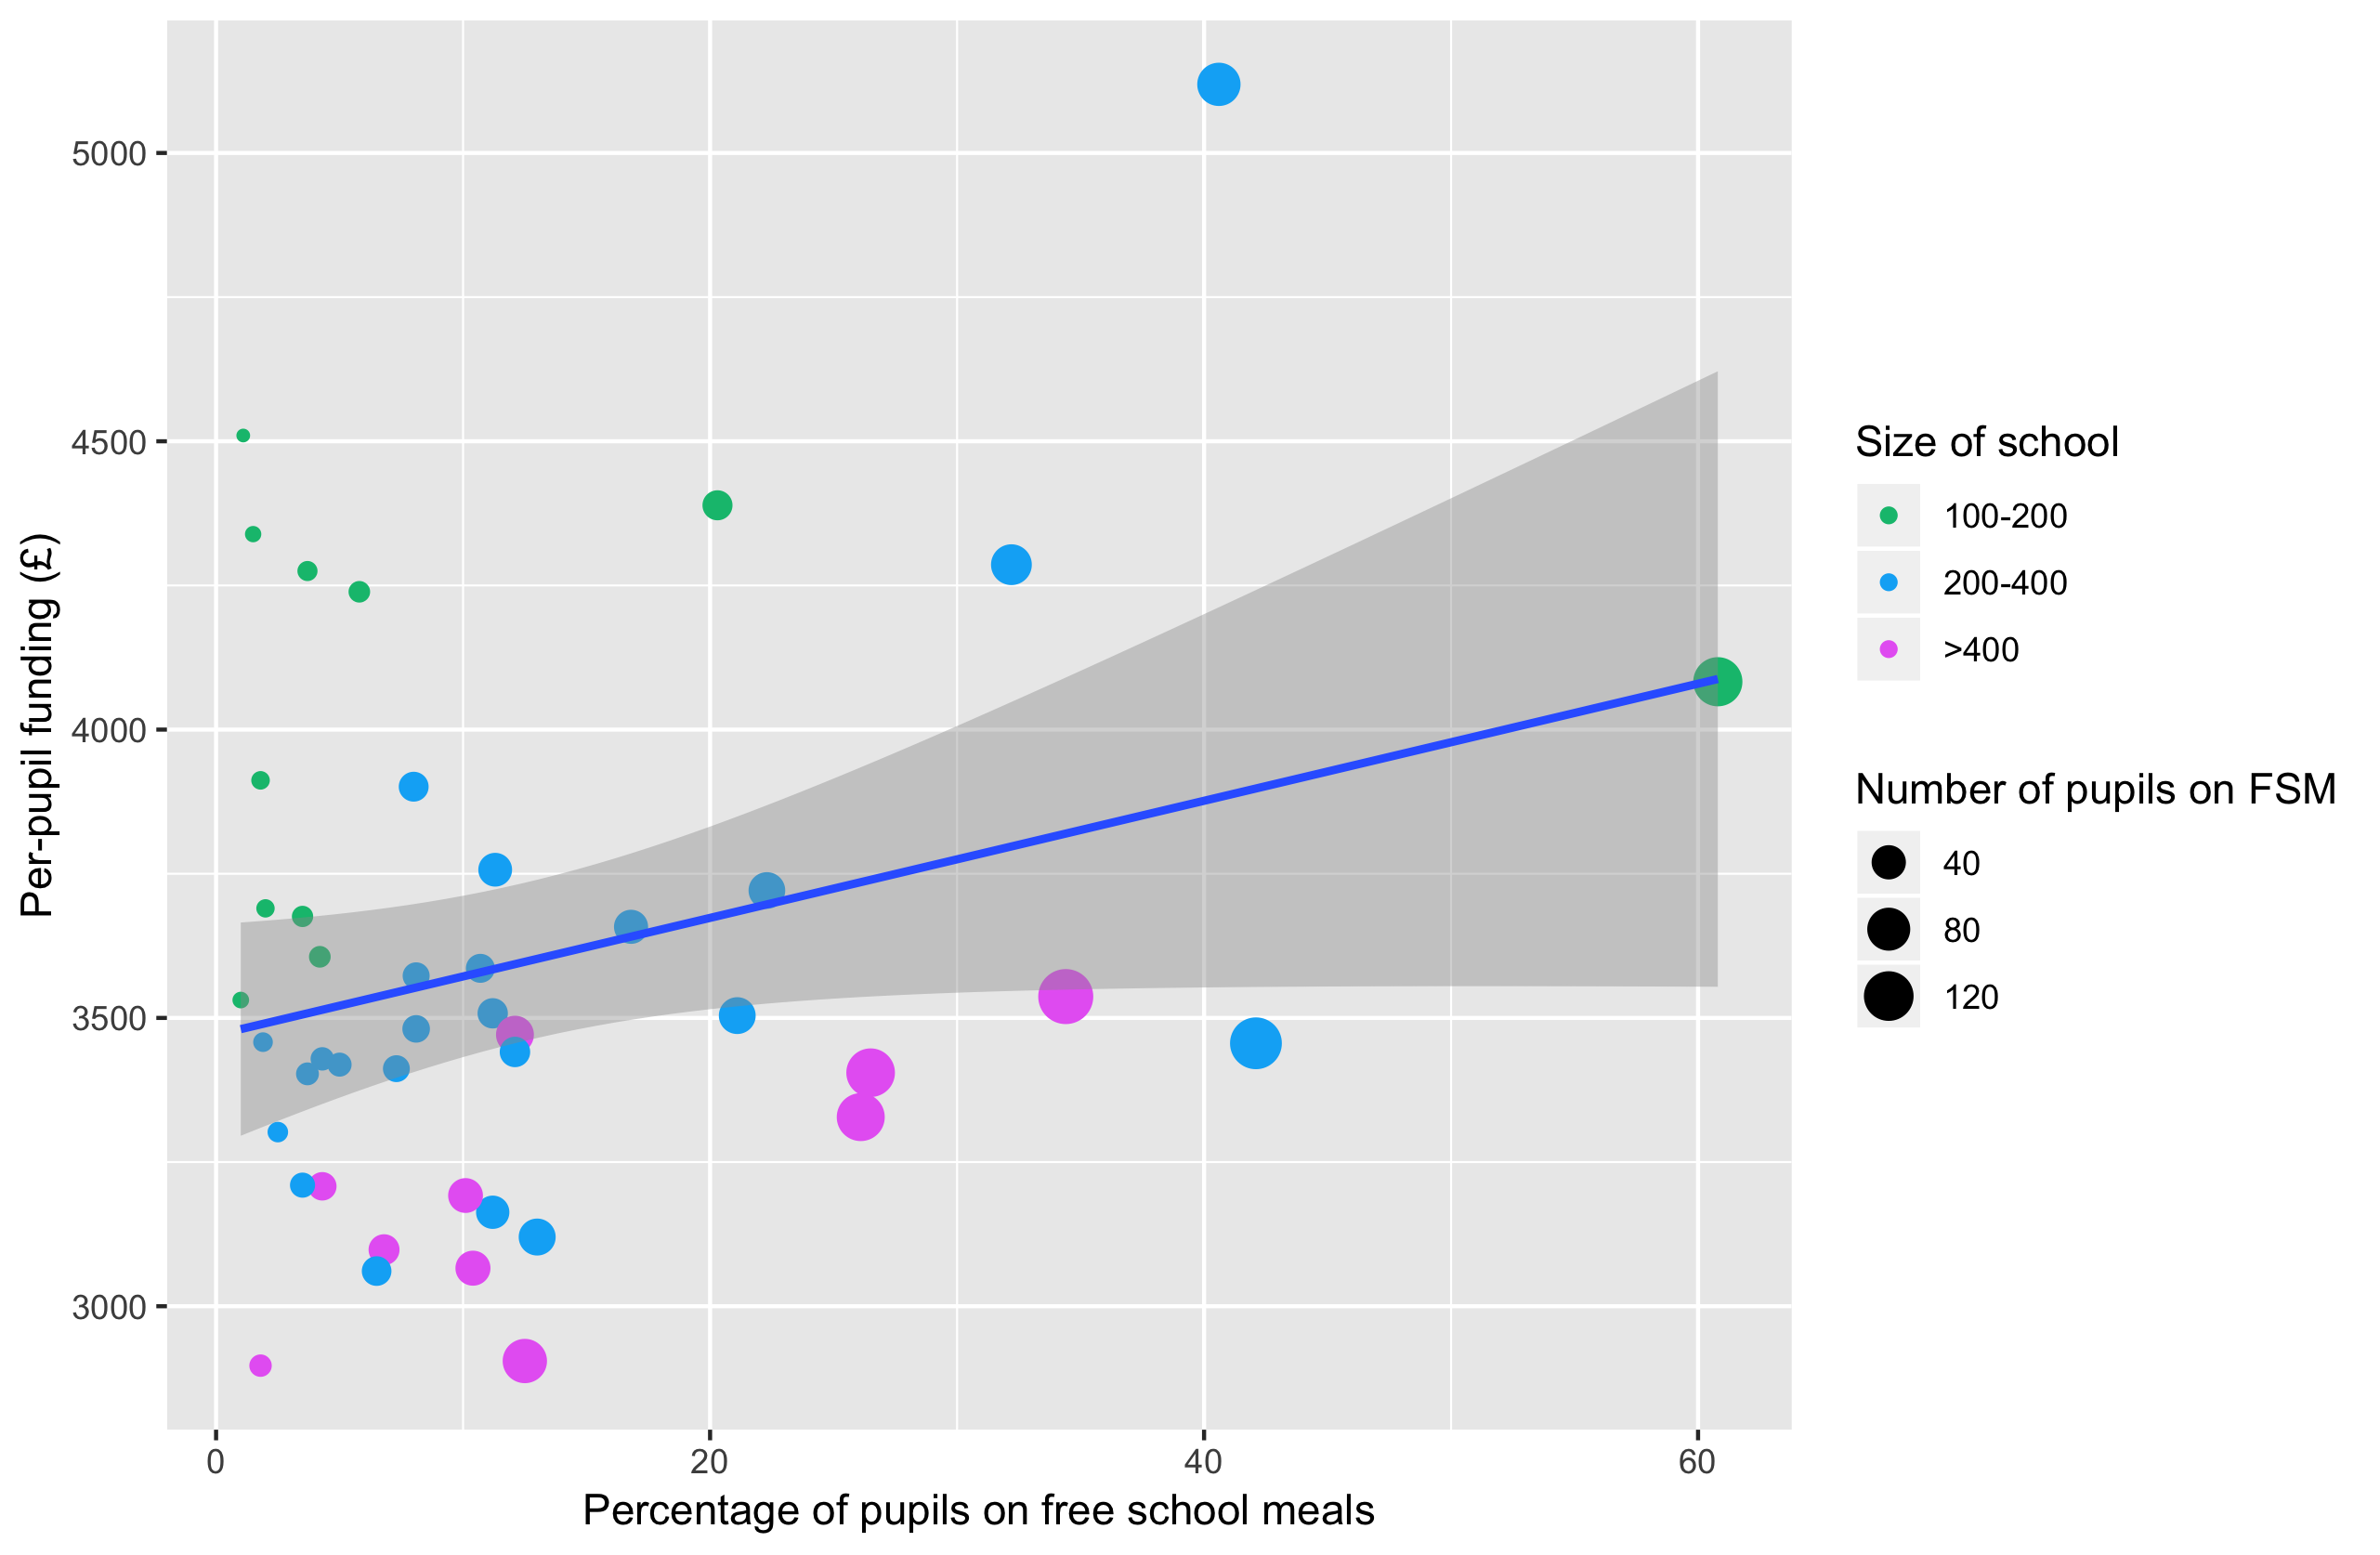 Per-pupil funding (£)
5000
4500
4000
3500
3000
0 20 40 60
Percentage of pupils on free school meals
Size of school
100-200
200-400
>400
Number of pupils on FSM
40
80
120